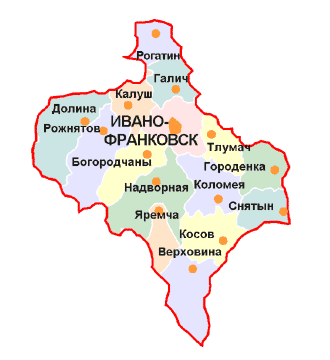 Рогатин
Галич
Калуш
Долина
ИВАНО-
ФРАНКОВСК
Рожнятов
Тлумач
Богородчаны
Городенка
Надворная
Коломея
Снятын
Яремча
Косов
Верховина